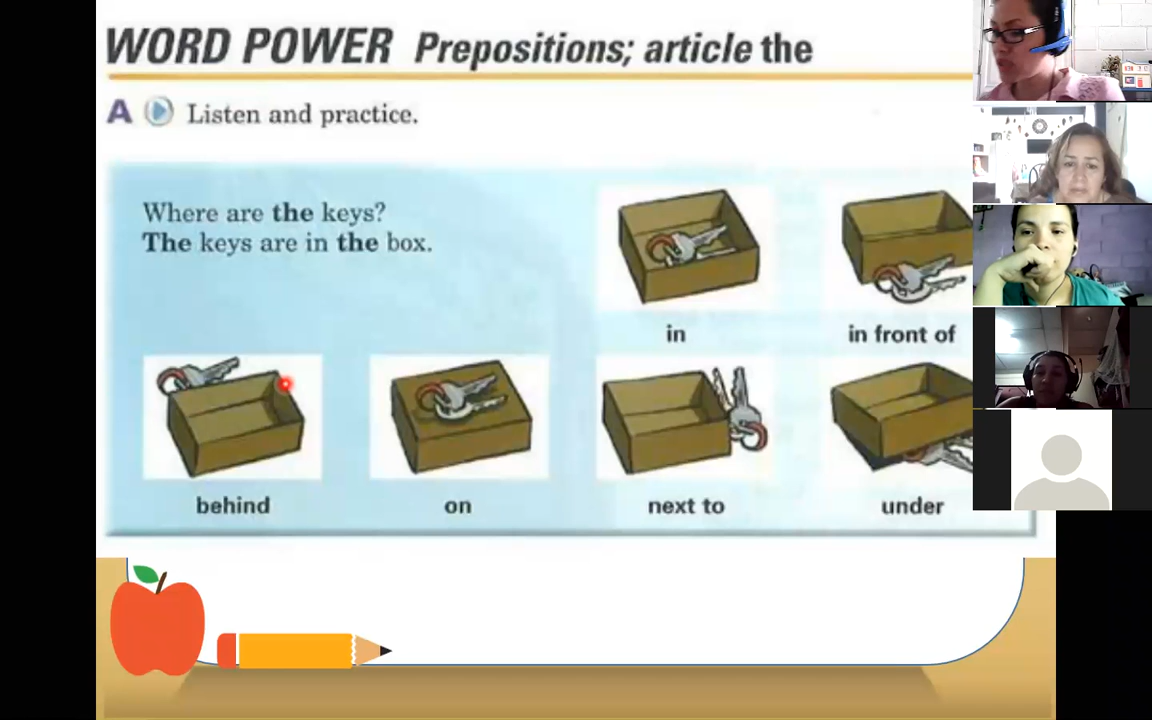 WORD POWER Prepositions; article the
A Listen and practice.
Where are the keys?
The keys are in the box.
in
in front of
behind
on
next to
under